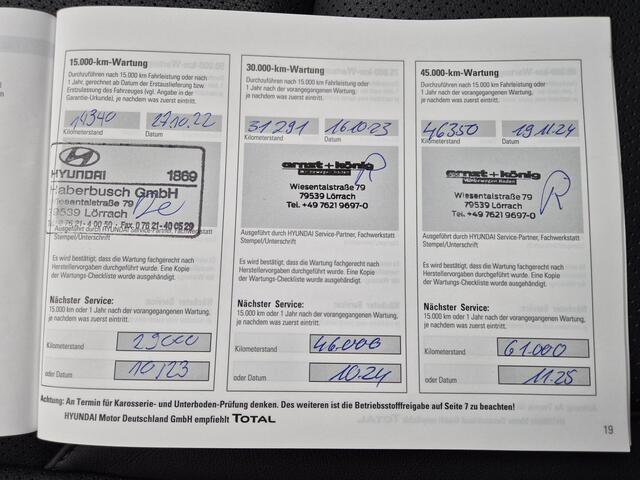 15.000-km-Wartung
Durchzuführen nach 15.000 km Fahrleistung oder nach
1 Jahr, gerechnet ab Datum der Erstauslieferung bzw.
Erstzulassung des Fahrzeuges (vgl. Angabe in der
Garantie-Urkunde), je nachdem was zuerst eintritt.
14340 27.10.22
Kilometerstand Datum
HYUNDAI 1869
Haberbusch GmbH
Wiesentalstraße 79
79539 Lörrach
Fax 0 76 21-40 05 29
Ausgeführt durch HYUNDAI Service-Partner, Fachwerkstatt
Stempel/Unterschrift
Es wird bestätigt, dass die Wartung fachgerecht nach
Herstellervorgaben durchgeführt wurde. Eine Kopie
der Wartungs-Checkliste wurde ausgehändigt.
Nächster Service:
15.000 km oder 1 Jahr nach der vorangegangenen Wartung,
je nachdem was zuerst eintritt.
Kilometerstand 29000
oder Datum 10/23
30.000-km-Wartung
Durchzuführen nach 15.000 km Fahrleistung oder
1 Jahr nach der vorangegangenen Wartung,
je nachdem was zuerst eintritt.
31291 16.10.23
Kilometerstand Datum
ernst+könig
Wiesentalstraße 79
79539 Lörrach
Tel. +49 7621 9697-0
Ausgeführt durch HYUNDAI Service-Partner, Fachwerkstatt
Stempel/Unterschrift
Es wird bestätigt, dass die Wartung fachgerecht nach
Herstellervorgaben durchgeführt wurde. Eine Kopie
der Wartungs-Checkliste wurde ausgehändigt.
Nächster Service:
15.000 km oder 1 Jahr nach der vorangegangenen Wartung,
je nachdem was zuerst eintritt.
Kilometerstand 46.000
oder Datum 10.24
45.000-km-Wartung
Durchzuführen nach 15.000 km Fahrleistung oder
1 Jahr nach der vorangegangenen Wartung,
je nachdem was zuerst eintritt.
46350 19.11.24
Kilometerstand Datum
ernst+könig
Wiesentalstraße 79
79539 Lörrach
Tel. +49 7621 9697-0
Ausgeführt durch HYUNDAI Service-Partner, Fachwerkstatt
Stempel/Unterschrift
Es wird bestätigt, dass die Wartung fachgerecht nach
Herstellervorgaben durchgeführt wurde. Eine Kopie
der Wartungs-Checkliste wurde ausgehändigt.
Nächster Service:
15.000 km oder 1 Jahr nach der vorangegangenen Wartung,
je nachdem was zuerst eintritt.
Kilometerstand 61.000
oder Datum 11.25
Achtung: An Termin für Karosserie- und Unterboden-Prüfung denken. Des weiteren ist die Betriebsstofffreigabe auf Seite 7 zu beachten!
HYUNDAI Motor Deutschland GmbH empfiehlt TOTAL
19